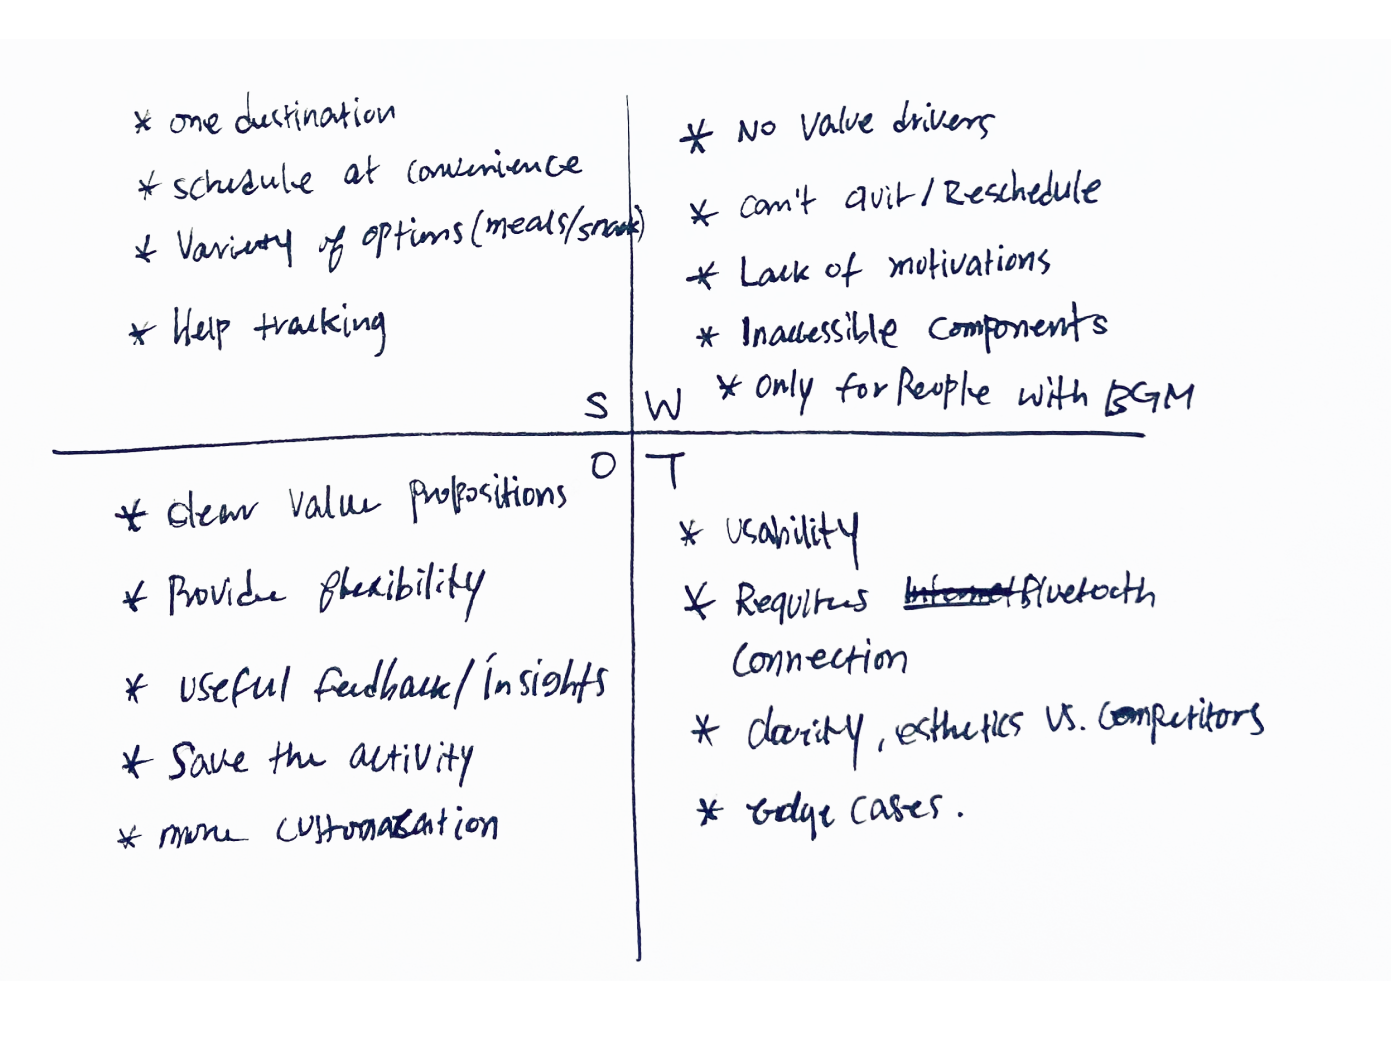 * one destination
* schedule at convenience
* Variety of options (meals/snack)
* Help tracking
S
* No Value drivers
* Can't quit/Reschedule
* Lack of motivations
* Inaccessible Components
* Only for People with BGM
W
O
* Clear Value propositions
* Provide flexibility
* useful feedback/insights
* Save the activity
* more customazation
T
* Usability
* Requires Internet Bluetooth
Connection
* clarity, esthetics vs. Competitors
* edge cases.